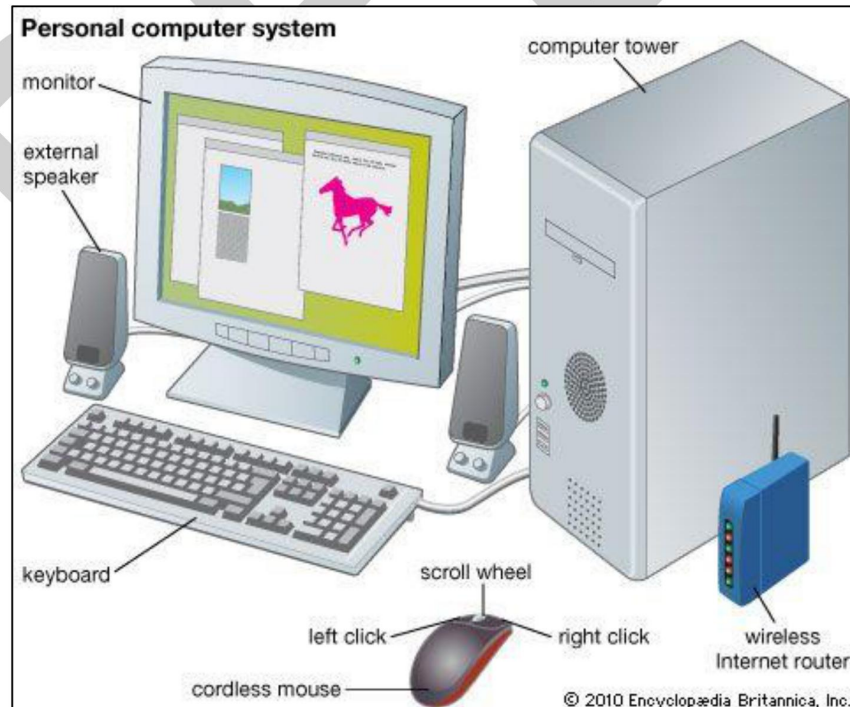 Personal computer system
computer tower
monitor
external
speaker
keyboard
scroll wheel
left click
right click
wireless
Internet router
cordless mouse
© 2010 Encyclopædia Britannica, Inc.